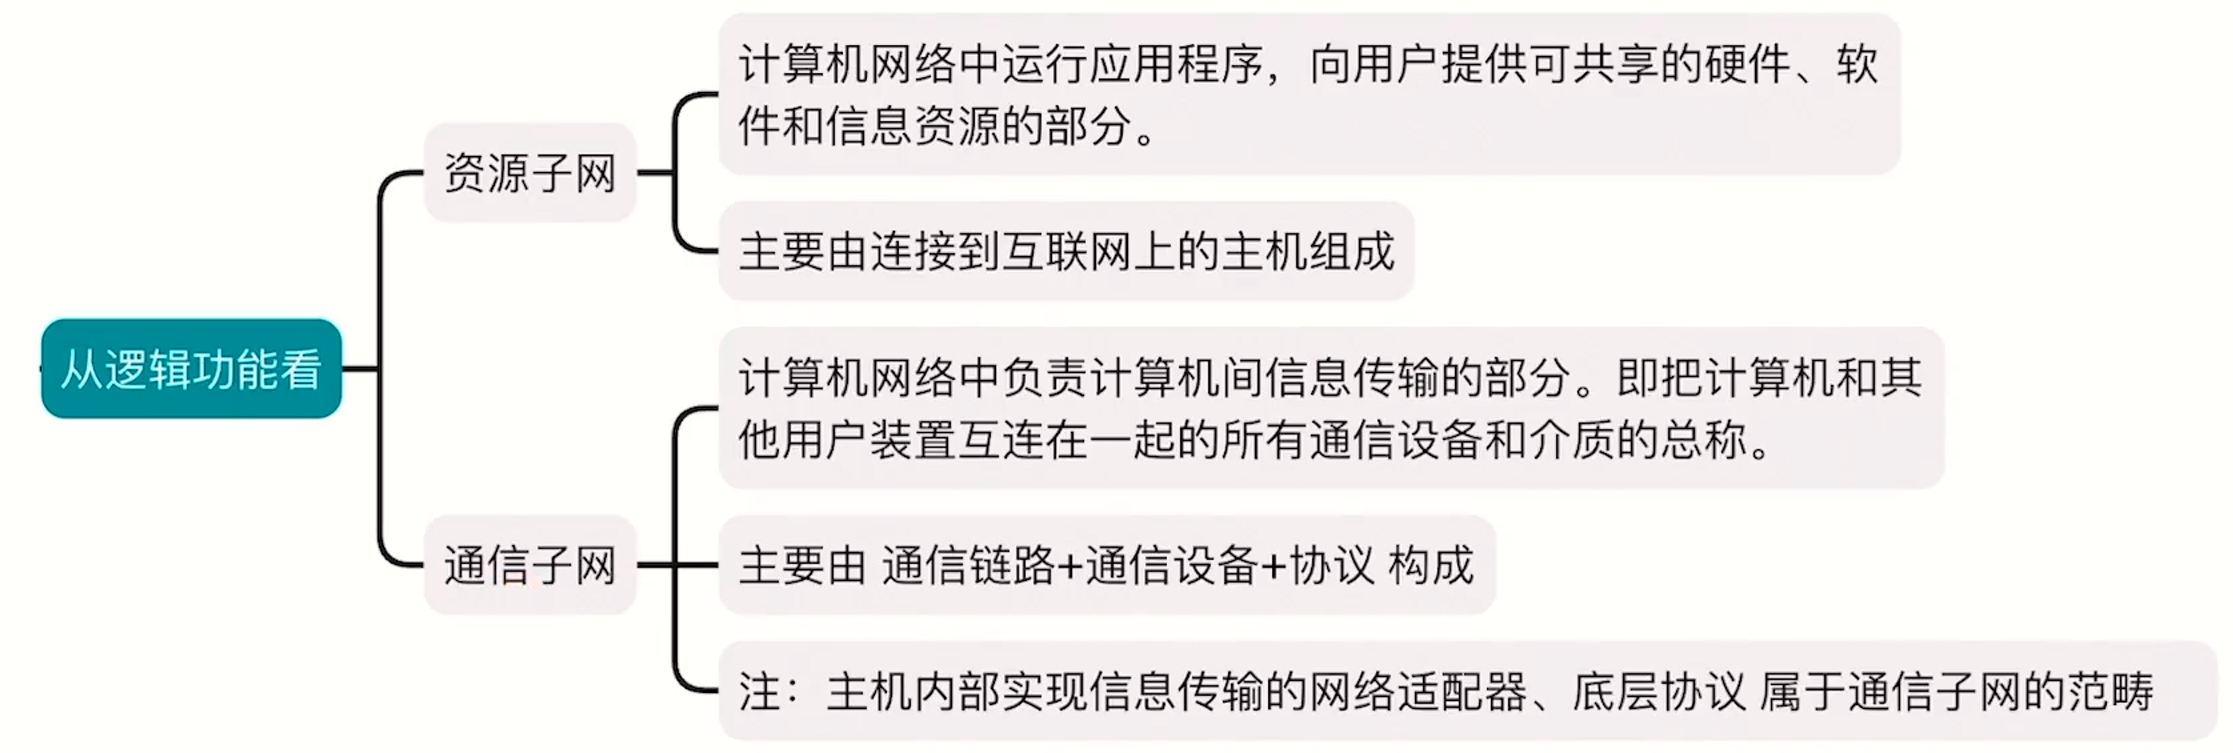 从逻辑功能看
资源子网
计算机网络中运行应用程序，向用户提供可共享的硬件、软
件和信息资源的部分。
主要由连接到互联网上的主机组成
通信子网
计算机网络中负责计算机间信息传输的部分。即把计算机和其
他用户装置互连在一起的所有通信设备和介质的总称。
主要由 通信链路+通信设备+协议 构成
注：主机内部实现信息传输的网络适配器、底层协议 属于通信子网的范畴